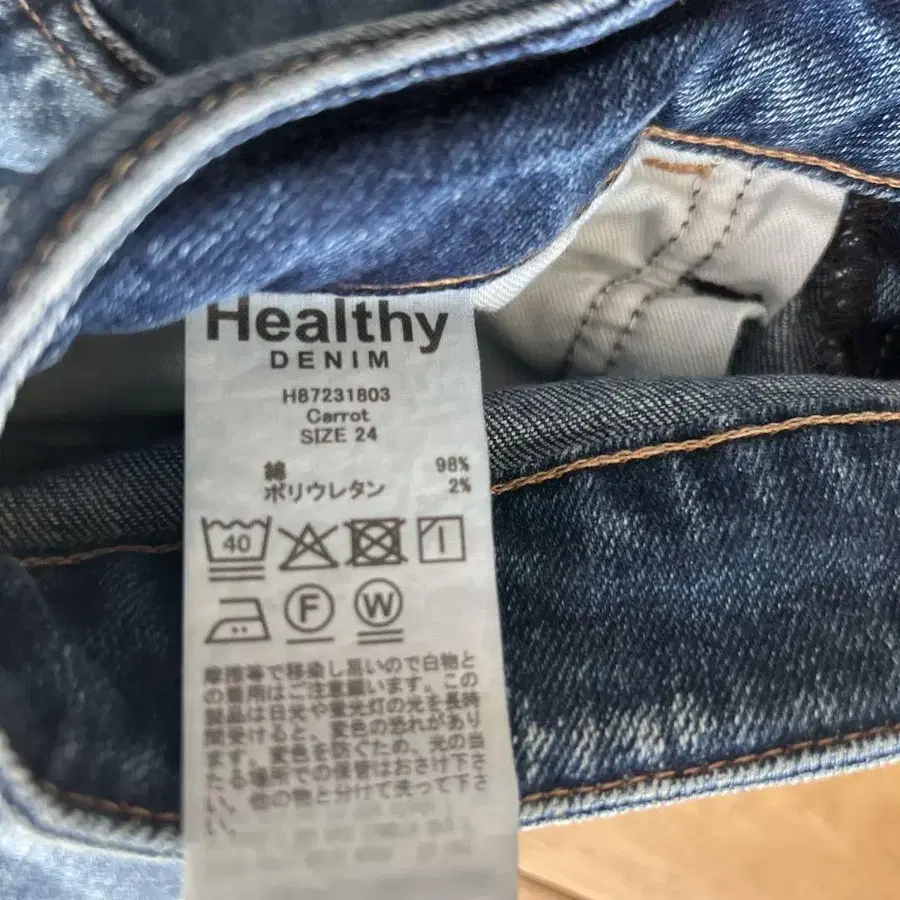 Healthy
DENIM
H87231803
Carrot
SIZE 24
綿 98%
ポリウレタン 2%
40
F W
摩擦等で移染し易いので白物と
の着用はご注意願います。この
製品は日光や蛍光灯の光を長時
間受けると、変色の恐れがあり
ます。変色を防ぐため、光の当
たる場所での保管はおさけ下さ
い。他の物と分けて洗って下さ
い。